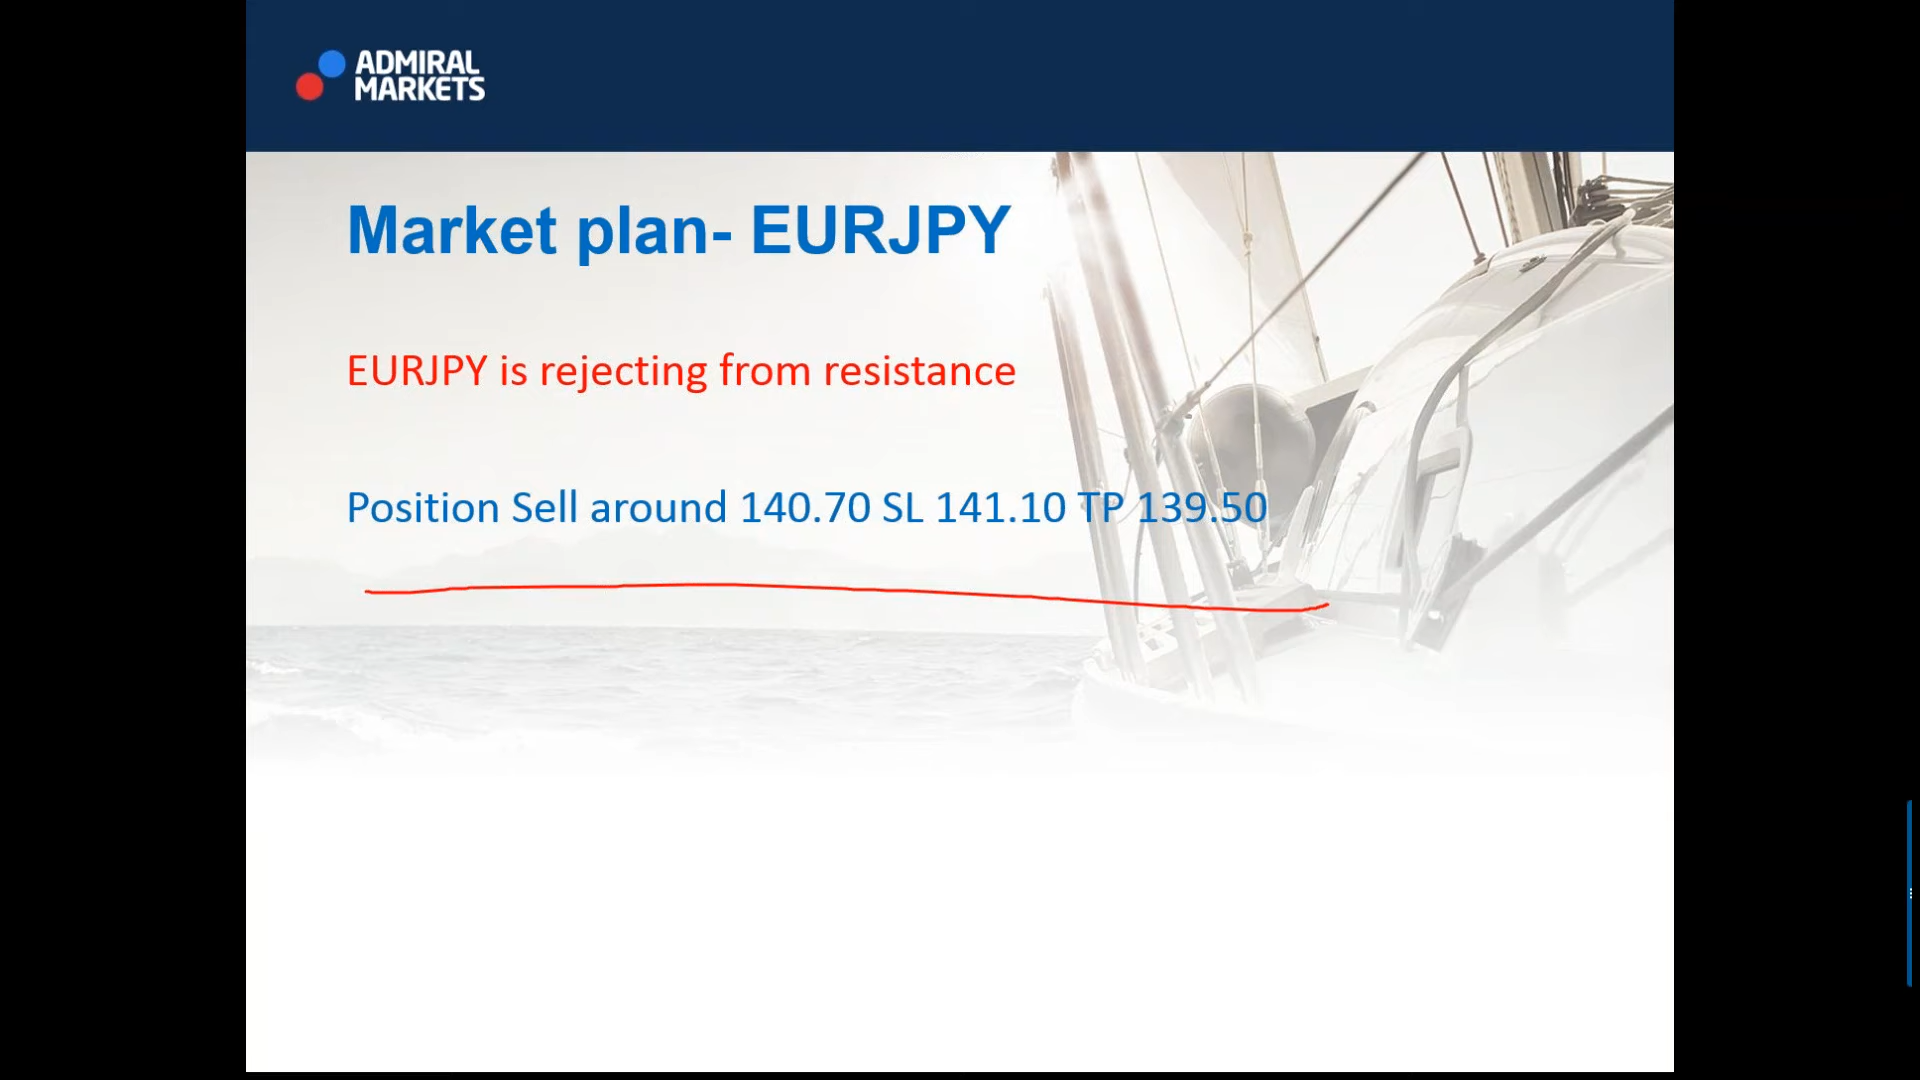 ADMIRAL
MARKETS
Market plan- EURJPY
EURJPY is rejecting from resistance
Position Sell around 140.70 SL 141.10 TP 139.50